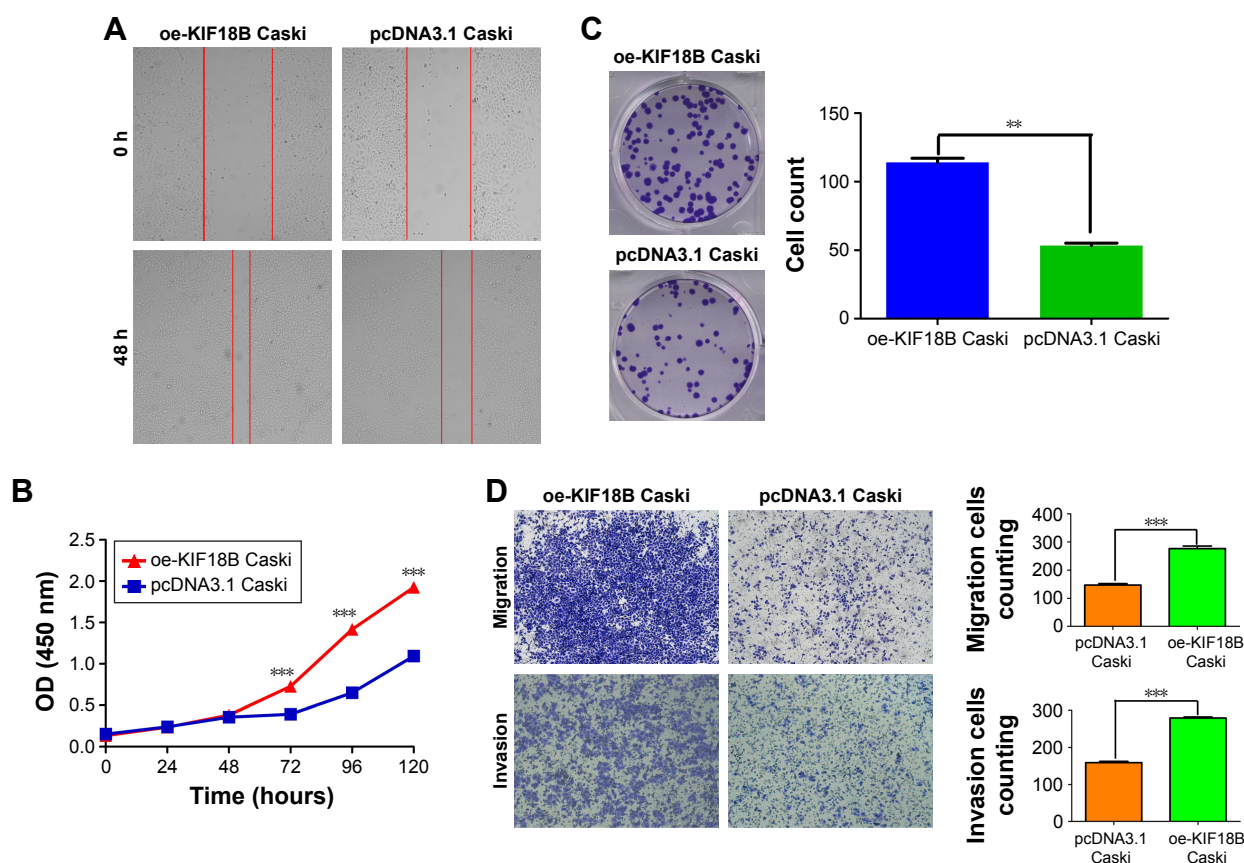 A
oe-KIF18B Caski
pcDNA3.1 Caski
0 h
48 h
B
OD (450 nm)
2.5
2.0
1.5
1.0
0.5
0.0
oe-KIF18B Caski
pcDNA3.1 Caski
***
***
***
0 24 48 72 96 120
Time (hours)
C
oe-KIF18B Caski
pcDNA3.1 Caski
Cell count
150
100
50
0
**
oe-KIF18B Caski
pcDNA3.1 Caski
D
oe-KIF18B Caski
pcDNA3.1 Caski
Migration
Invasion
Migration cells
counting
400
300
200
100
0
***
pcDNA3.1
Caski
oe-KIF18B
Caski
Invasion cells
counting
300
200
100
0
***
pcDNA3.1
Caski
oe-KIF18B
Caski